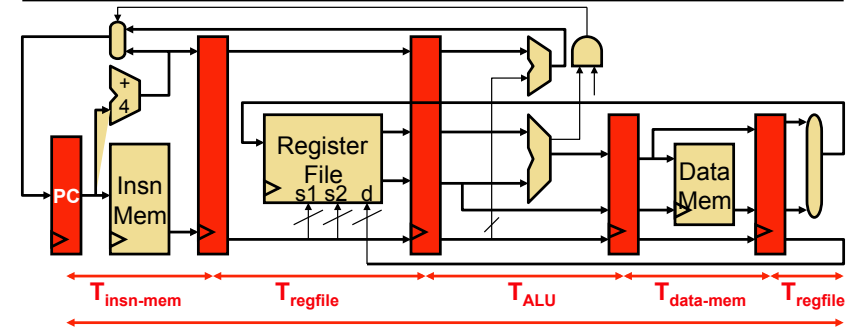 +
4
PC
Insn
Mem
Register
File
s1 s2 d
Data
Mem
T insn-mem
T regfile
T ALU
T data-mem
T regfile